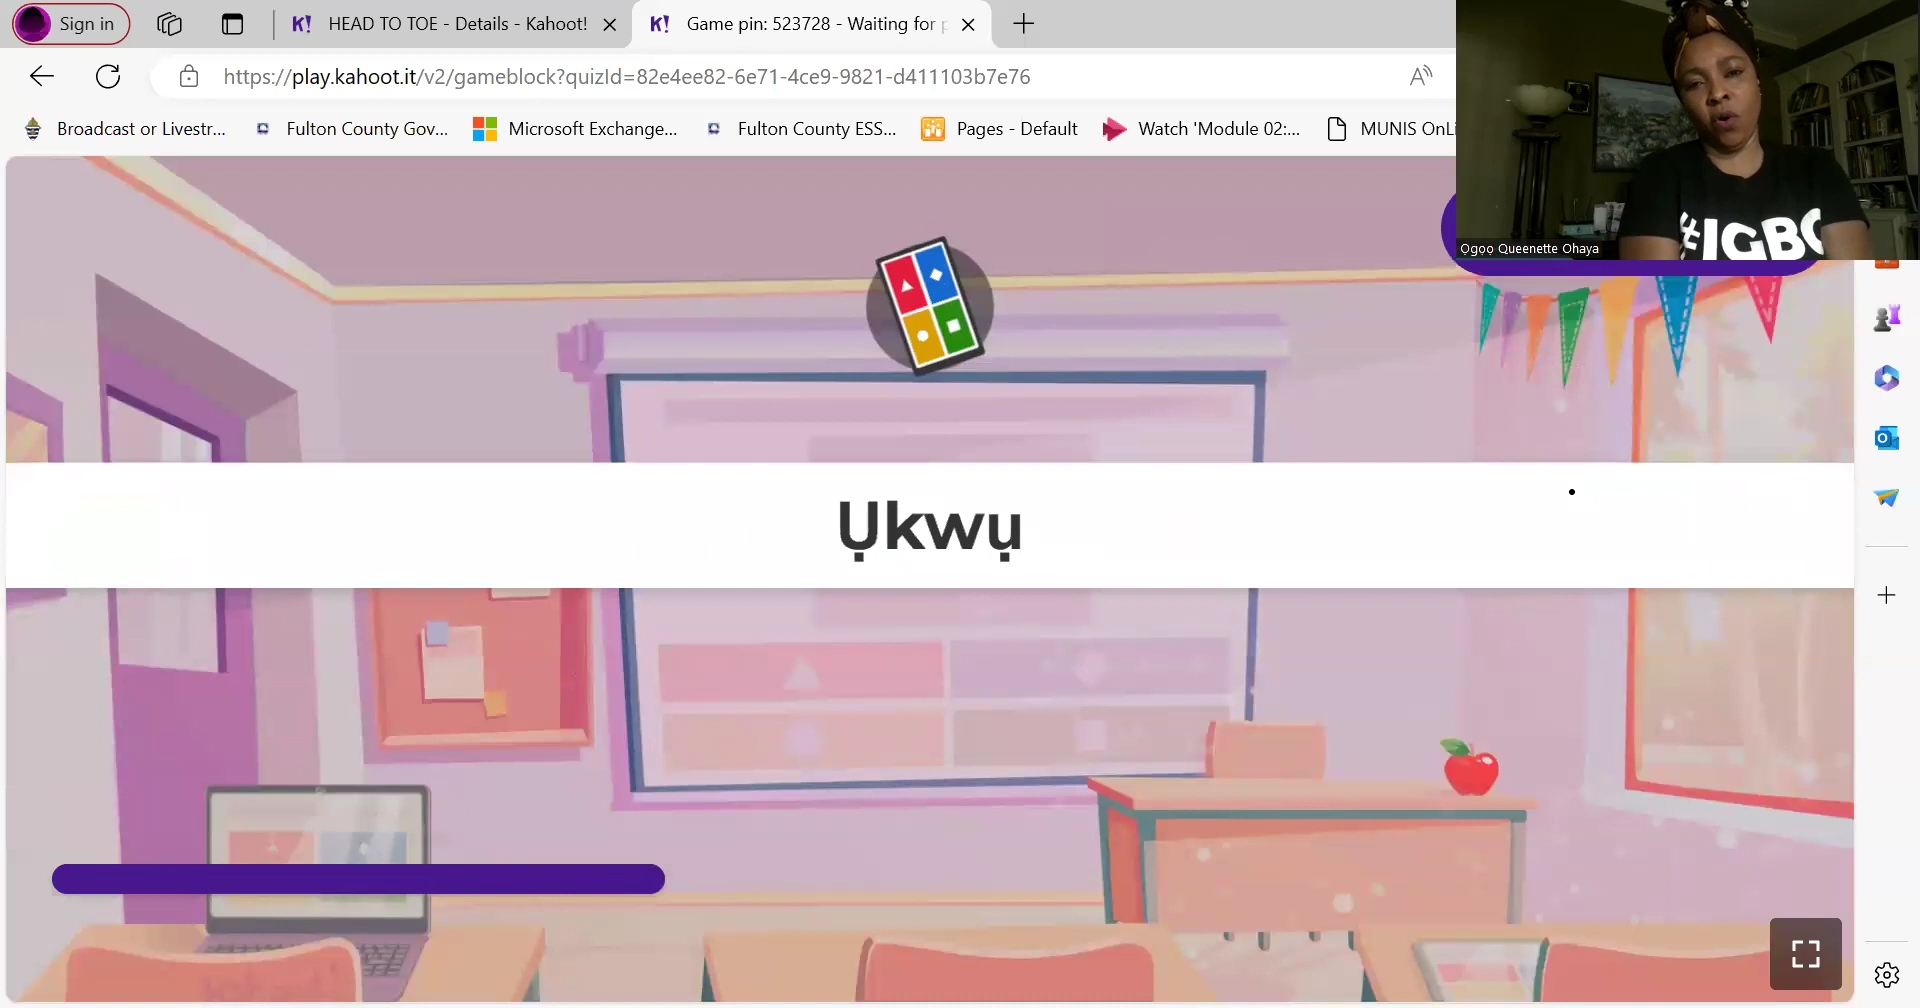 Sign in
K! HEAD TO TOE - Details - Kahoot!
K! Game pin: 523728 - Waiting for p
https://play.kahoot.it/v2/gameblock?quizId=82e4ee82-6e71-4ce9-9821-d411103b7e76
Broadcast or Livestr...
Fulton County Gov...
Microsoft Exchange...
Fulton County ESS...
Pages - Default
Watch 'Module 02:...
MUNIS OnLi
#IGBO
Ọgọọ Queenette Ohaya
Ụkwụ